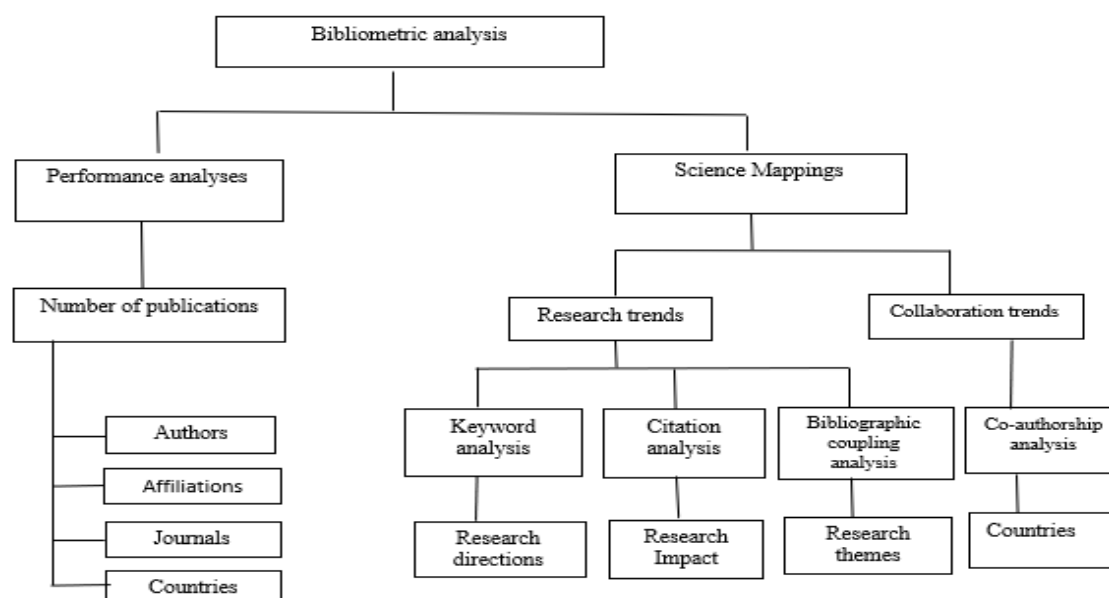 Bibliometric analysis
Performance analyses
Science Mappings
Number of publications
Research trends
Collaboration trends
Keyword
analysis
Citation
analysis
Bibliographic
coupling
analysis
Co-authorship
analysis
Authors
Affiliations
Journals
Countries
Research
directions
Research
Impact
Research
themes
Countries